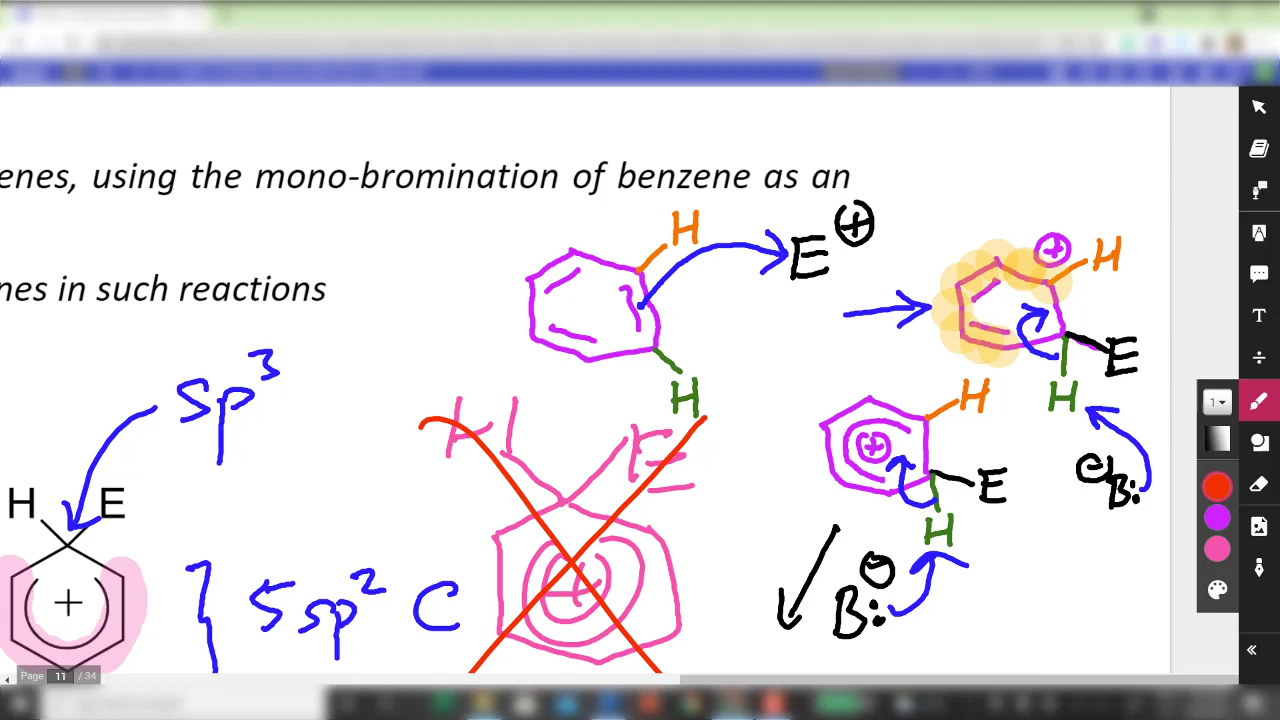 enes, using the mono-bromination of benzene as an
nes in such reactions
H
E ⊕
⊕
H
E
H
H
sp³
H
E
H
⊕
E
H
⊖
B:
H E
+
} 5 sp² C
H
E
+
⊖
B:
1
Page 11 / 34